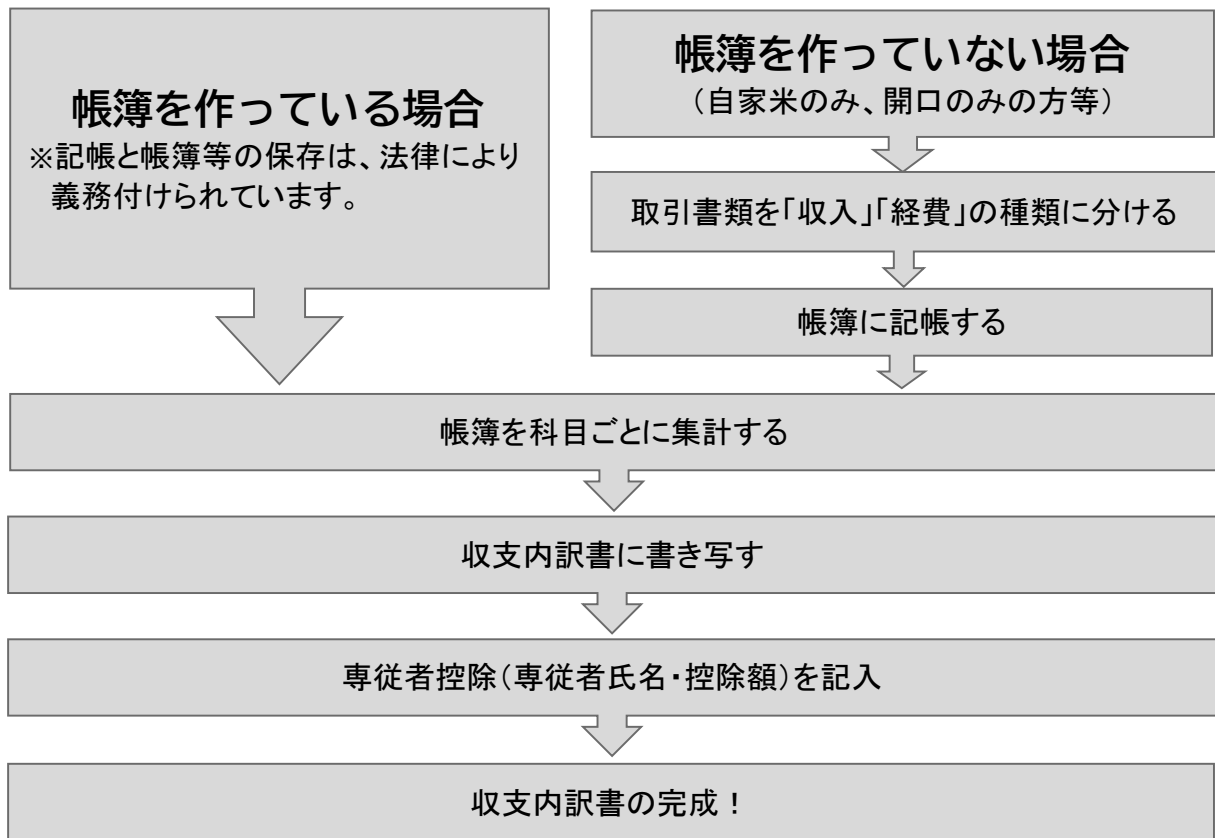 帳簿を作っている場合
※記帳と帳簿等の保存は、法律により
義務付けられています。
帳簿を作っていない場合
（自家米のみ、開口のみの方等）
取引書類を「収入」「経費」の種類に分ける
帳簿に記帳する
帳簿を科目ごとに集計する
収支内訳書に書き写す
専従者控除（専従者氏名・控除額）を記入
収支内訳書の完成！